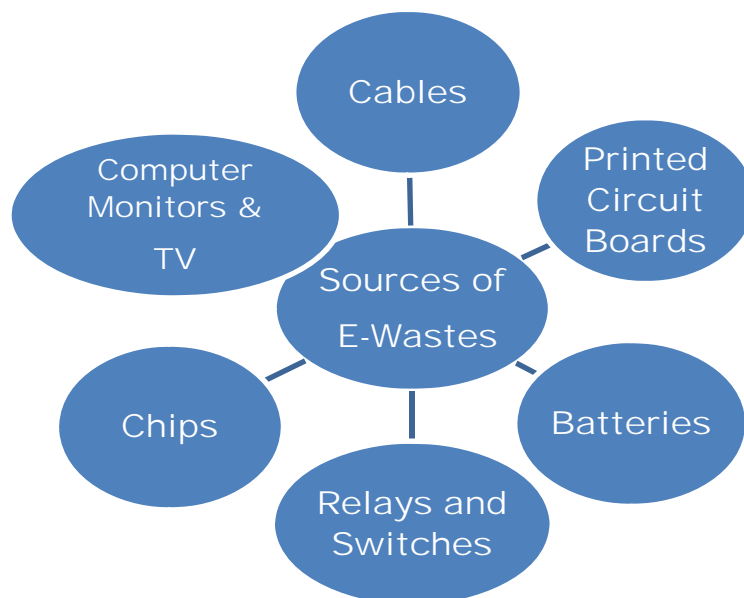 Cables
Printed
Circuit
Boards
Computer
Monitors &
TV
Sources of
E-Wastes
Chips
Batteries
Relays and
Switches